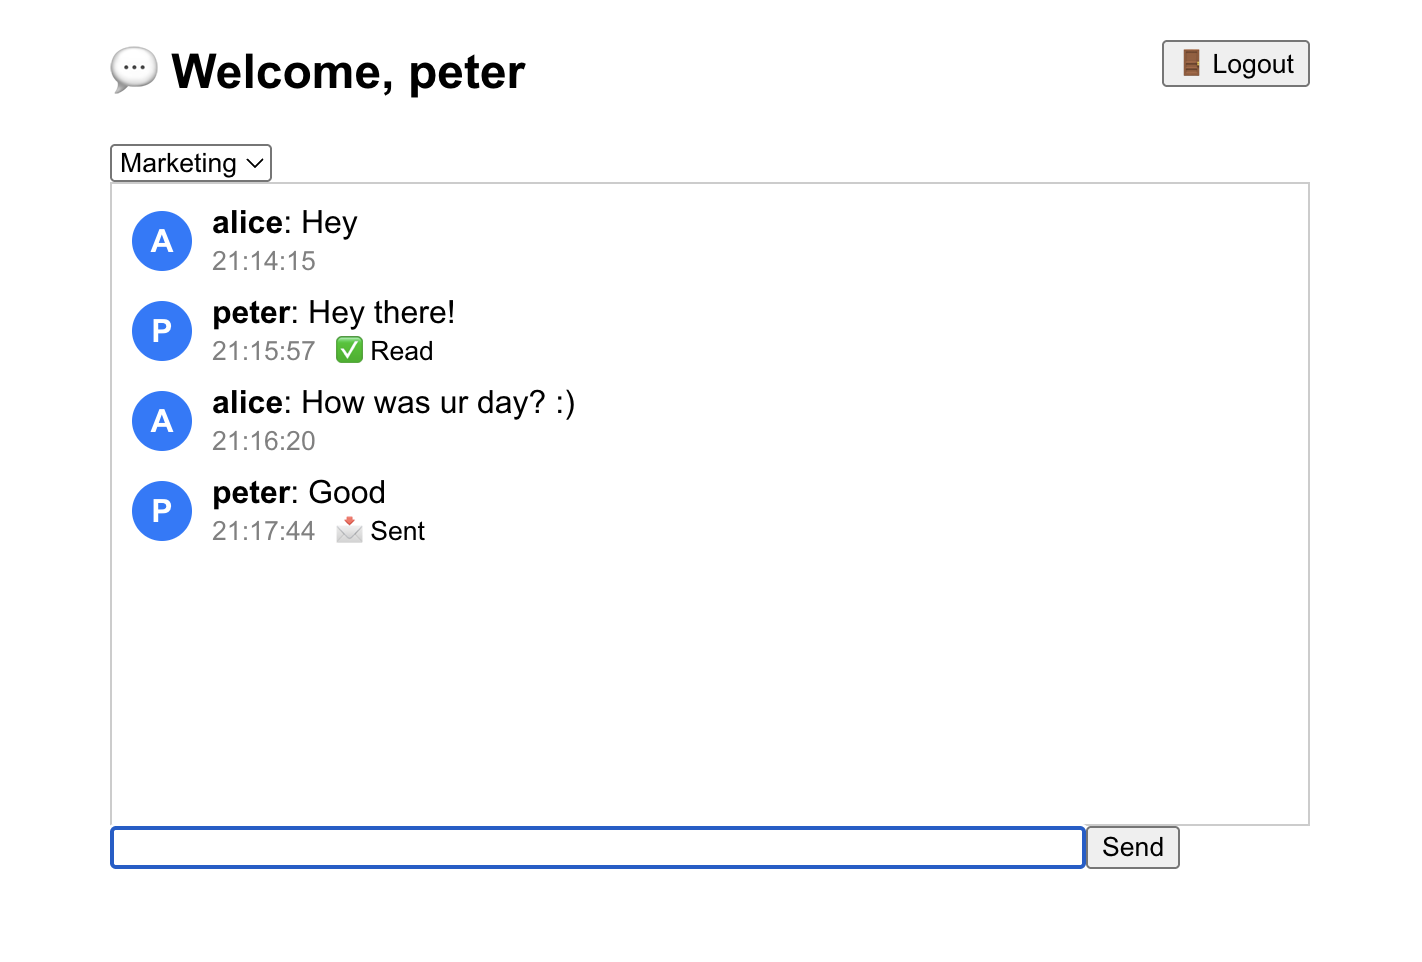 💬 Welcome, peter
🚪 Logout
Marketing
A
alice: Hey
21:14:15
P
peter: Hey there!
21:15:57 ✅ Read
A
alice: How was ur day? :)
21:16:20
P
peter: Good
21:17:44 📩 Sent
Send